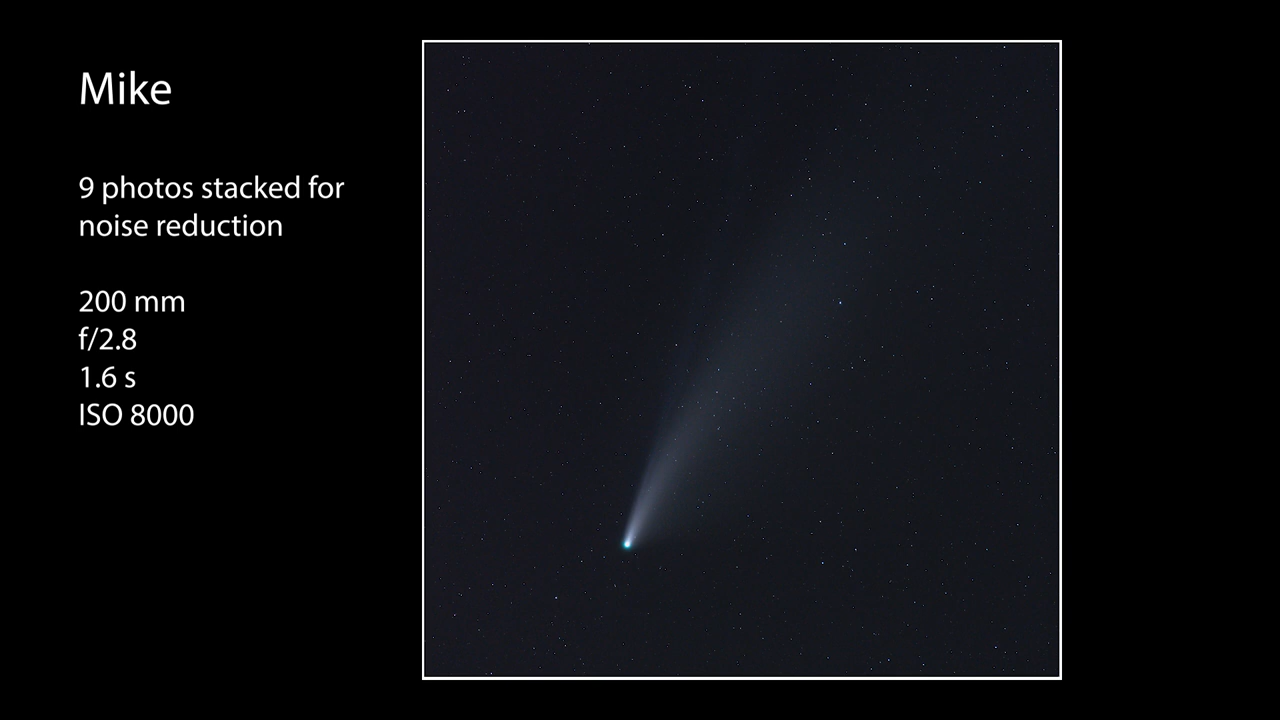 Mike
9 photos stacked for
noise reduction
200 mm
f/2.8
1.6 s
ISO 8000